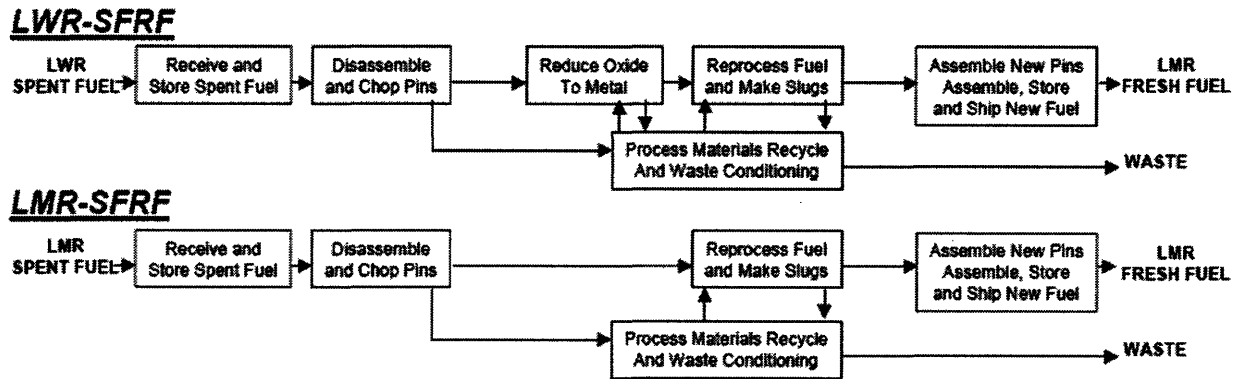 LWR-SFRF
LWR
SPENT FUEL
Receive and
Store Spent Fuel
Disassemble
and Chop Pins
Reduce Oxide
To Metal
Reprocess Fuel
and Make Slugs
Assemble New Pins
Assemble, Store
and Ship New Fuel
LMR
FRESH FUEL
Process Materials Recycle
And Waste Conditioning
WASTE
LMR-SFRF
LMR
SPENT FUEL
Receive and
Store Spent Fuel
Disassemble
and Chop Pins
Reprocess Fuel
and Make Slugs
Assemble New Pins
Assemble, Store
and Ship New Fuel
LMR
FRESH FUEL
Process Materials Recycle
And Waste Conditioning
WASTE